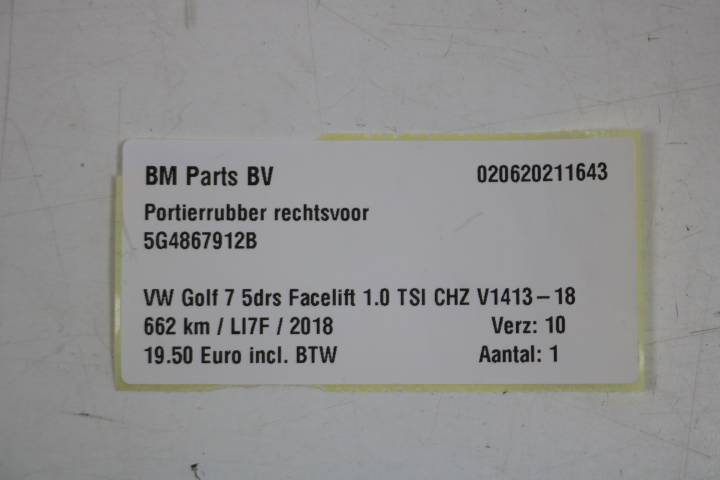 BM Parts BV 020620211643
Portierrubber rechtsvoor
5G4867912B
VW Golf 7 5drs Facelift 1.0 TSI CHZ V1413-18
662 km / LI7F / 2018 Verz: 10
19.50 Euro incl. BTW Aantal: 1